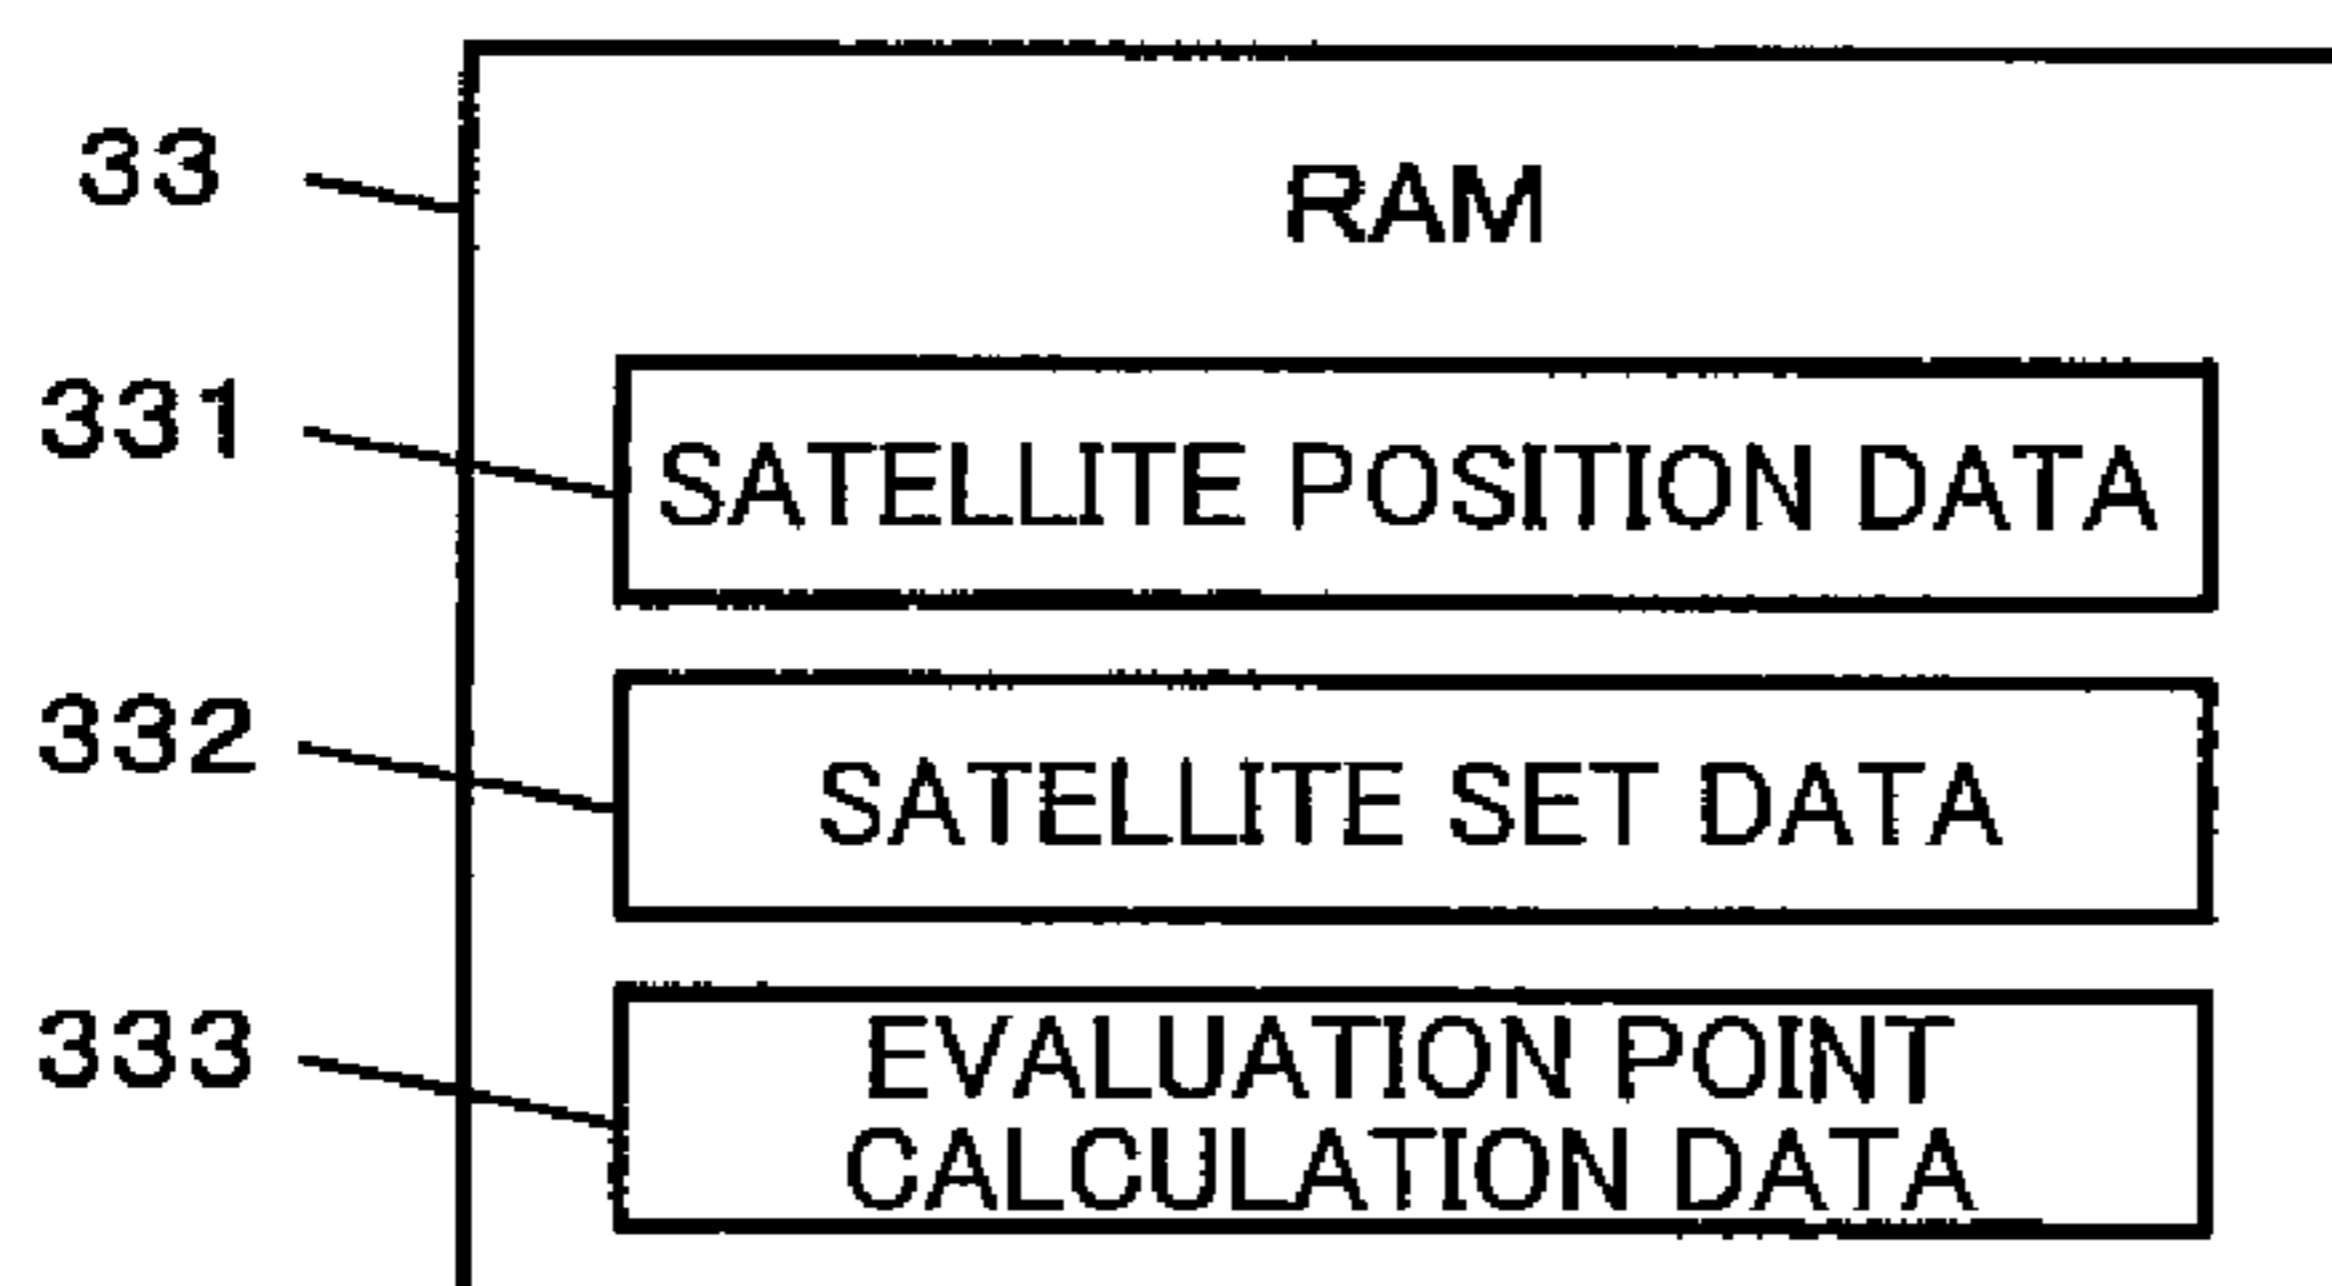 33
RAM
331
SATELLITE POSITION DATA
332
SATELLITE SET DATA
333
EVALUATION POINT
CALCULATION DATA